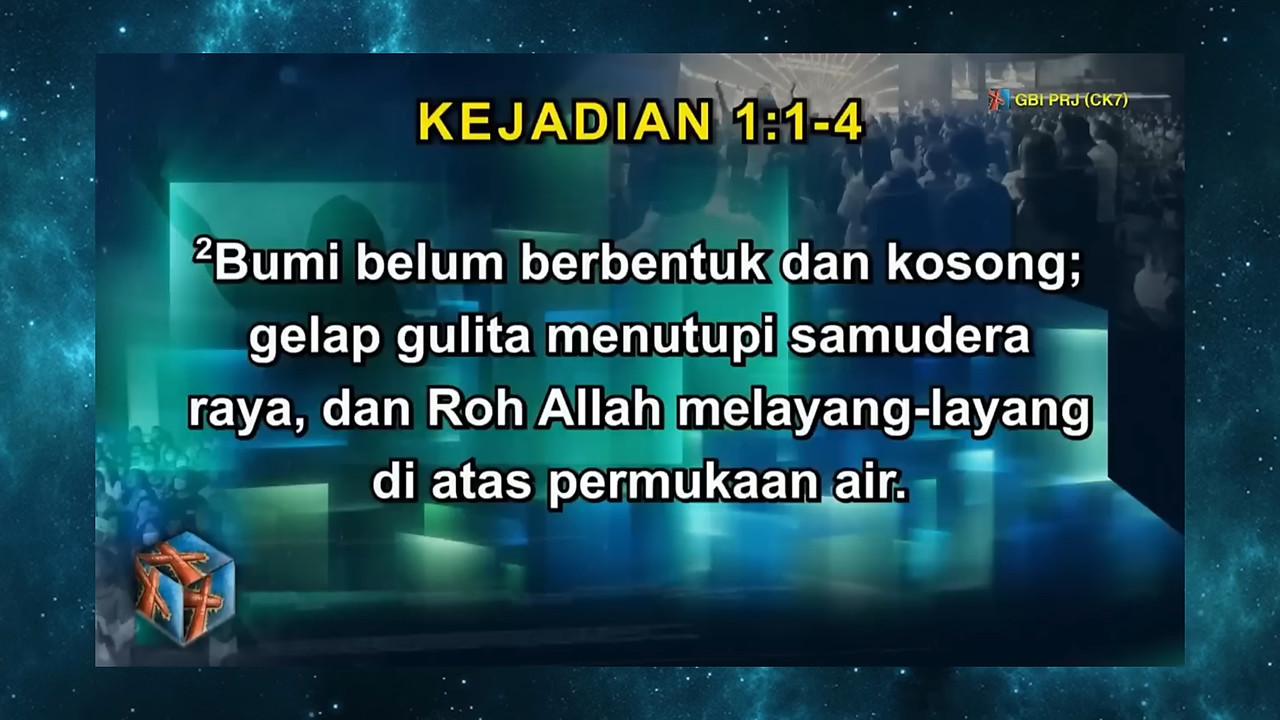 KEJADIAN 1:1-4
GBI PRJ (CK7)
²Bumi belum berbentuk dan kosong;
gelap gulita menutupi samudera
raya, dan Roh Allah melayang-layang
di atas permukaan air.